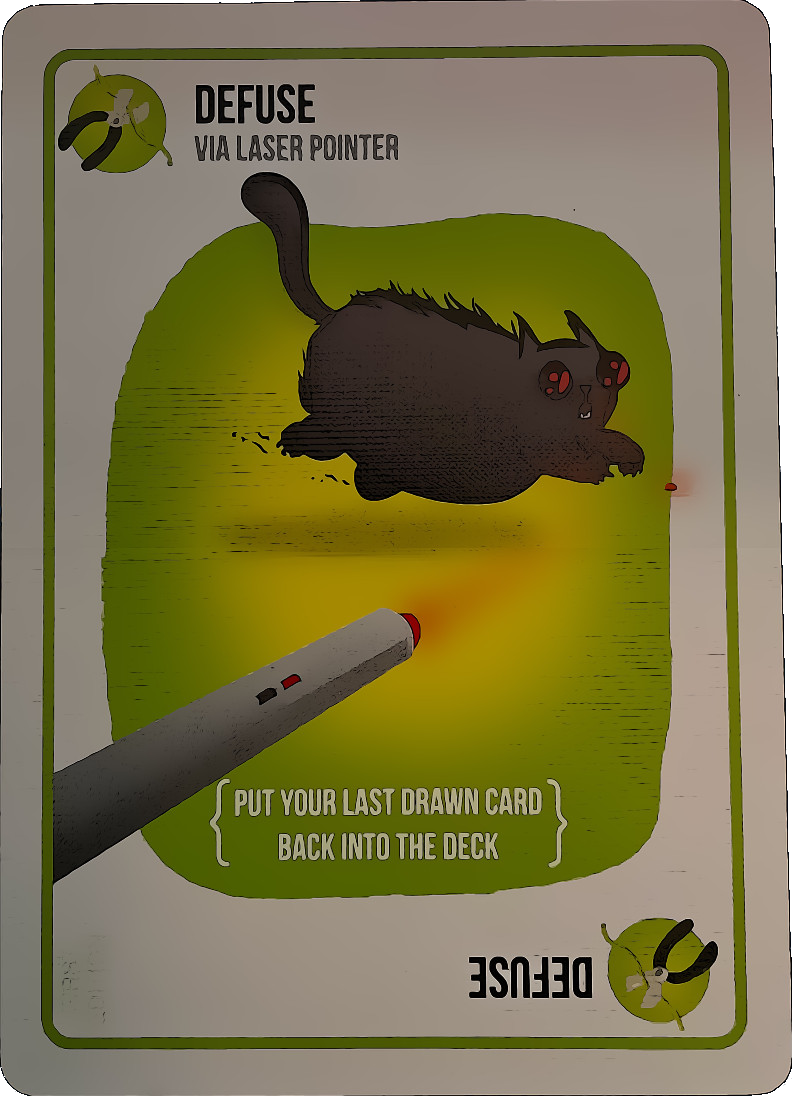 DEFUSE
VIA LASER POINTER
{PUT YOUR LAST DRAWN CARD
BACK INTO THE DECK}
DEFUSE